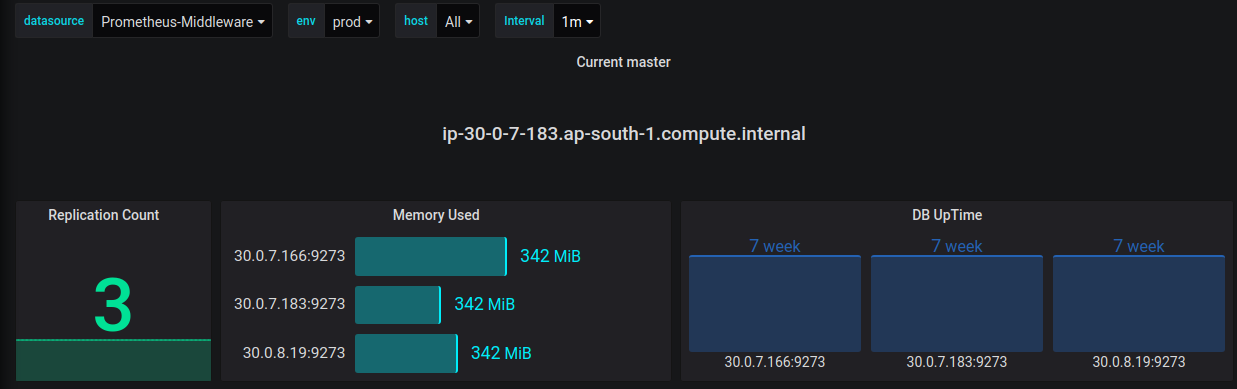 datasource Prometheus-Middleware env prod host All Interval 1m
Current master
ip-30-0-7-183.ap-south-1.compute.internal
Replication Count
3
Memory Used
30.0.7.166:9273 342 MiB
30.0.7.183:9273 342 MiB
30.0.8.19:9273 342 MiB
DB UpTime
7 week 7 week 7 week
30.0.7.166:9273 30.0.7.183:9273 30.0.8.19:9273